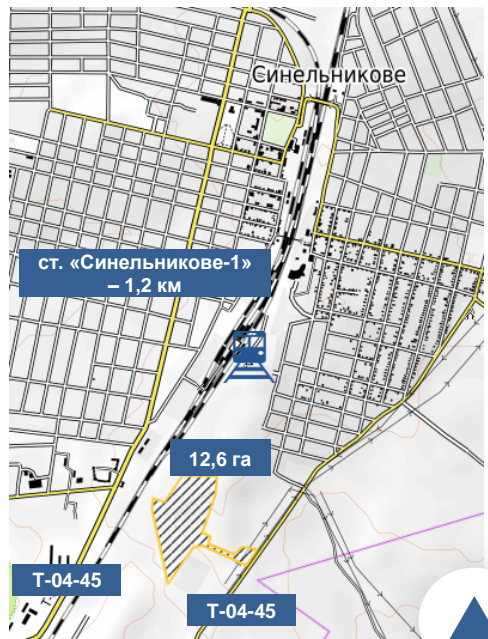 Синельникове
ст. «Синельникове-1»
– 1,2 км
12,6 га
Т-04-45
Т-04-45